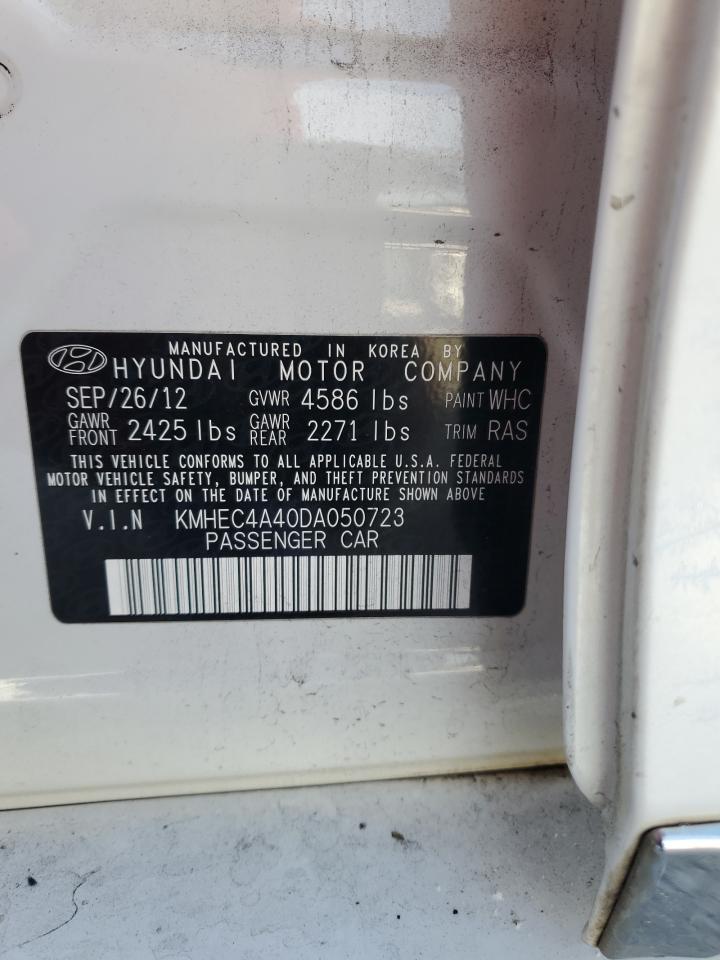 MANUFACTURED IN KOREA BY
HYUNDAI MOTOR COMPANY
SEP/26/12 GVWR 4586 lbs PAINT WHC
GAWR FRONT 2425 lbs GAWR REAR 2271 lbs TRIM RAS
THIS VEHICLE CONFORMS TO ALL APPLICABLE U.S.A. FEDERAL
MOTOR VEHICLE SAFETY, BUMPER, AND THEFT PREVENTION STANDARDS
IN EFFECT ON THE DATE OF MANUFACTURE SHOWN ABOVE
V.I.N KMHEC4A40DA050723
PASSENGER CAR